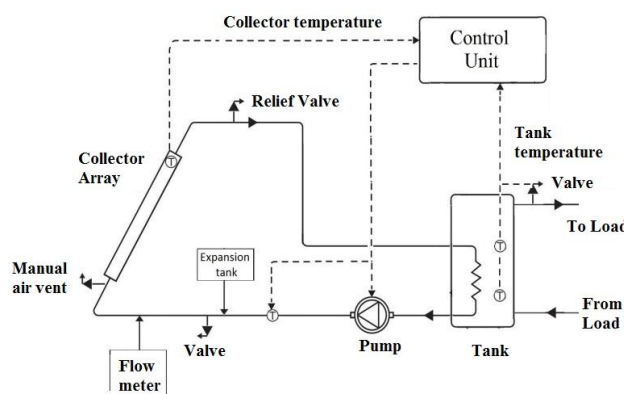 Collector temperature
Control
Unit
Relief Valve
Tank
temperature
Collector
Array
T
Valve
To Load
Manual
air vent
Expansion
tank
T
T
T
From
Load
Valve
Pump
Tank
Flow
meter